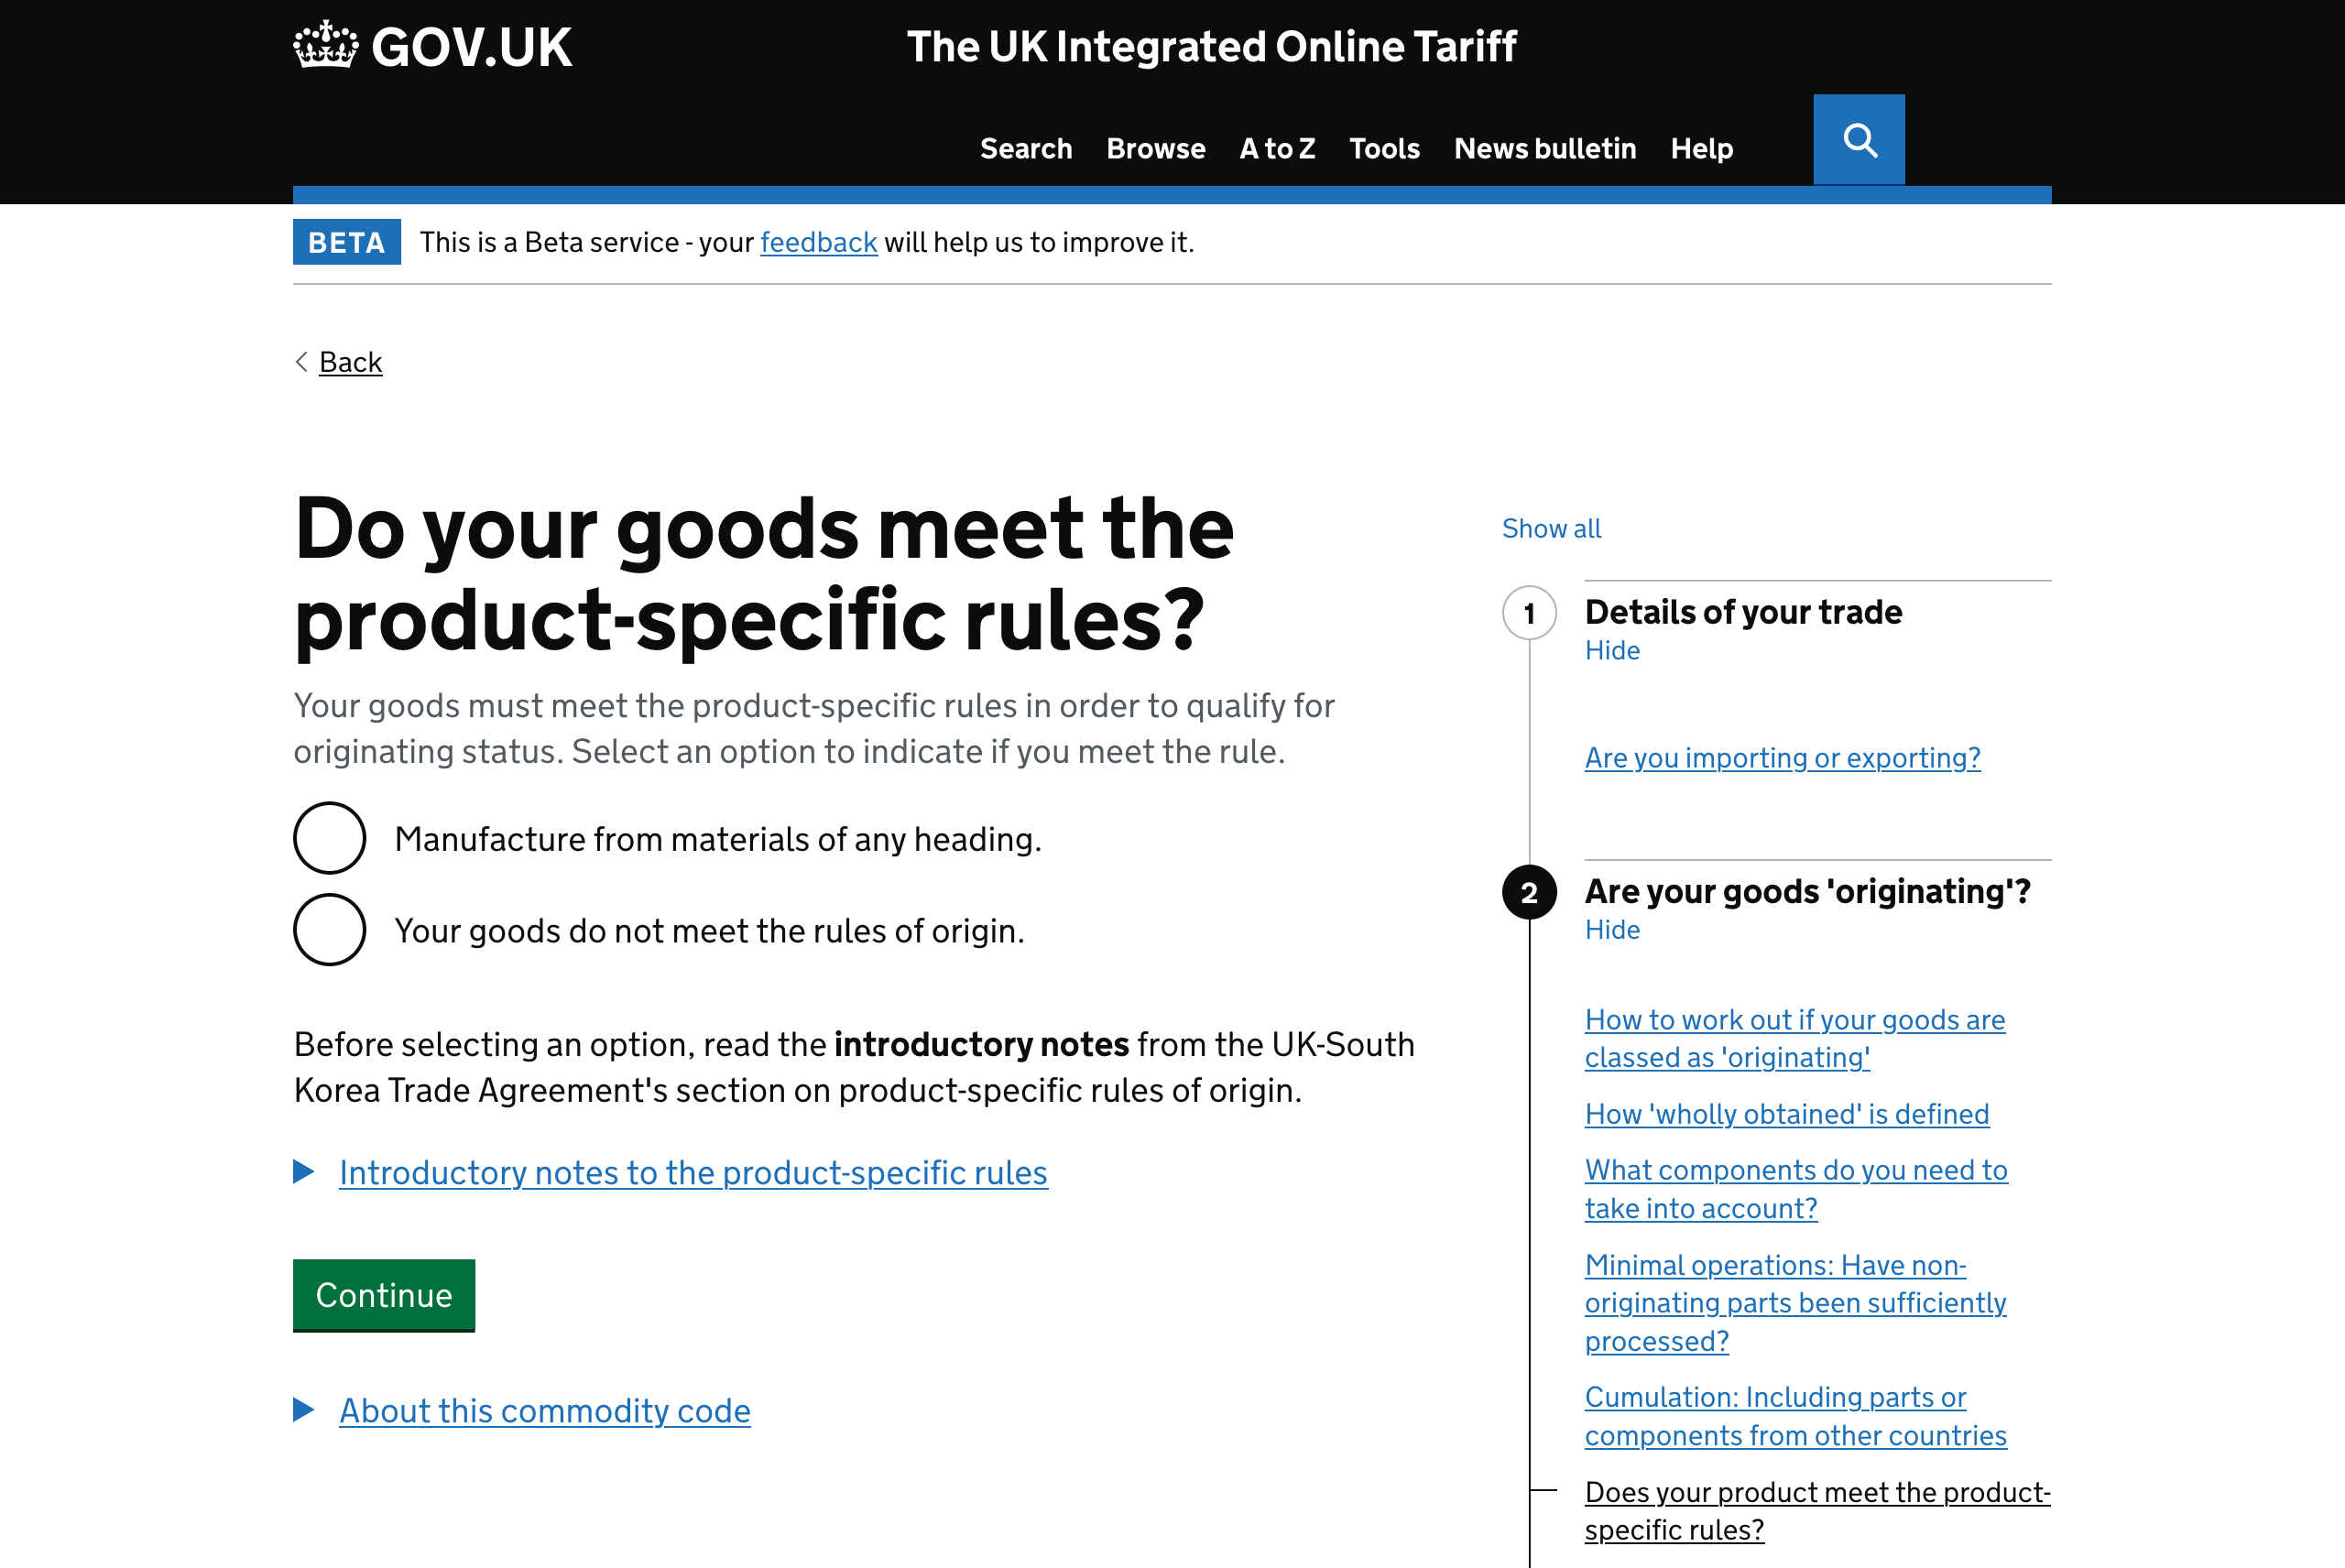 GOV.UK
The UK Integrated Online Tariff
Search Browse A to Z Tools News bulletin Help
BETA This is a Beta service - your feedback will help us to improve it.
Back
Do your goods meet the
product-specific rules?
Your goods must meet the product-specific rules in order to qualify for
originating status. Select an option to indicate if you meet the rule.
Manufacture from materials of any heading.
Your goods do not meet the rules of origin.
Before selecting an option, read the introductory notes from the UK-South
Korea Trade Agreement's section on product-specific rules of origin.
Introductory notes to the product-specific rules
Continue
About this commodity code
Show all
1 Details of your trade
Hide
Are you importing or exporting?
2 Are your goods 'originating'?
Hide
How to work out if your goods are
classed as 'originating'
How 'wholly obtained' is defined
What components do you need to
take into account?
Minimal operations: Have non-
originating parts been sufficiently
processed?
Cumulation: Including parts or
components from other countries
Does your product meet the product-
specific rules?